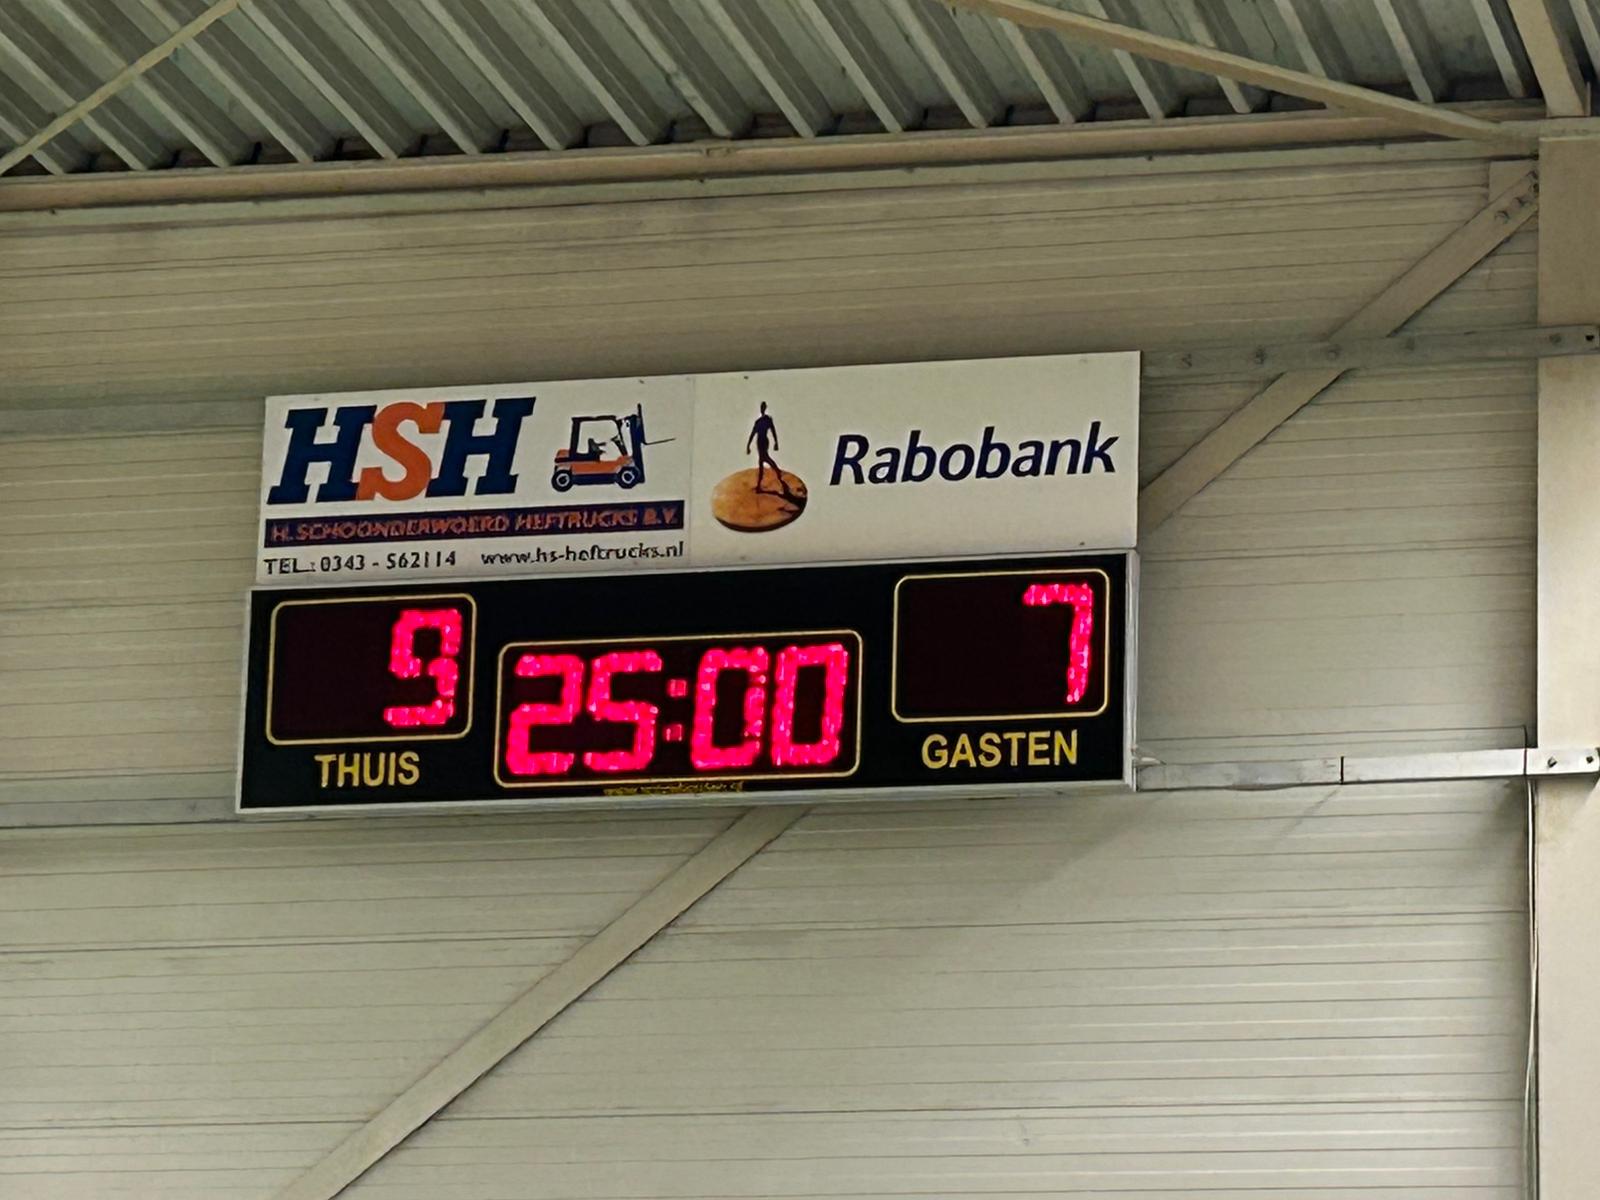 HSH
H. SCHOONDERWOERD HEFTRUCKS B.V.
TEL.: 0343 - 562114 www.hs-heftrucks.nl
Rabobank
9
25:00
7
THUIS
GASTEN